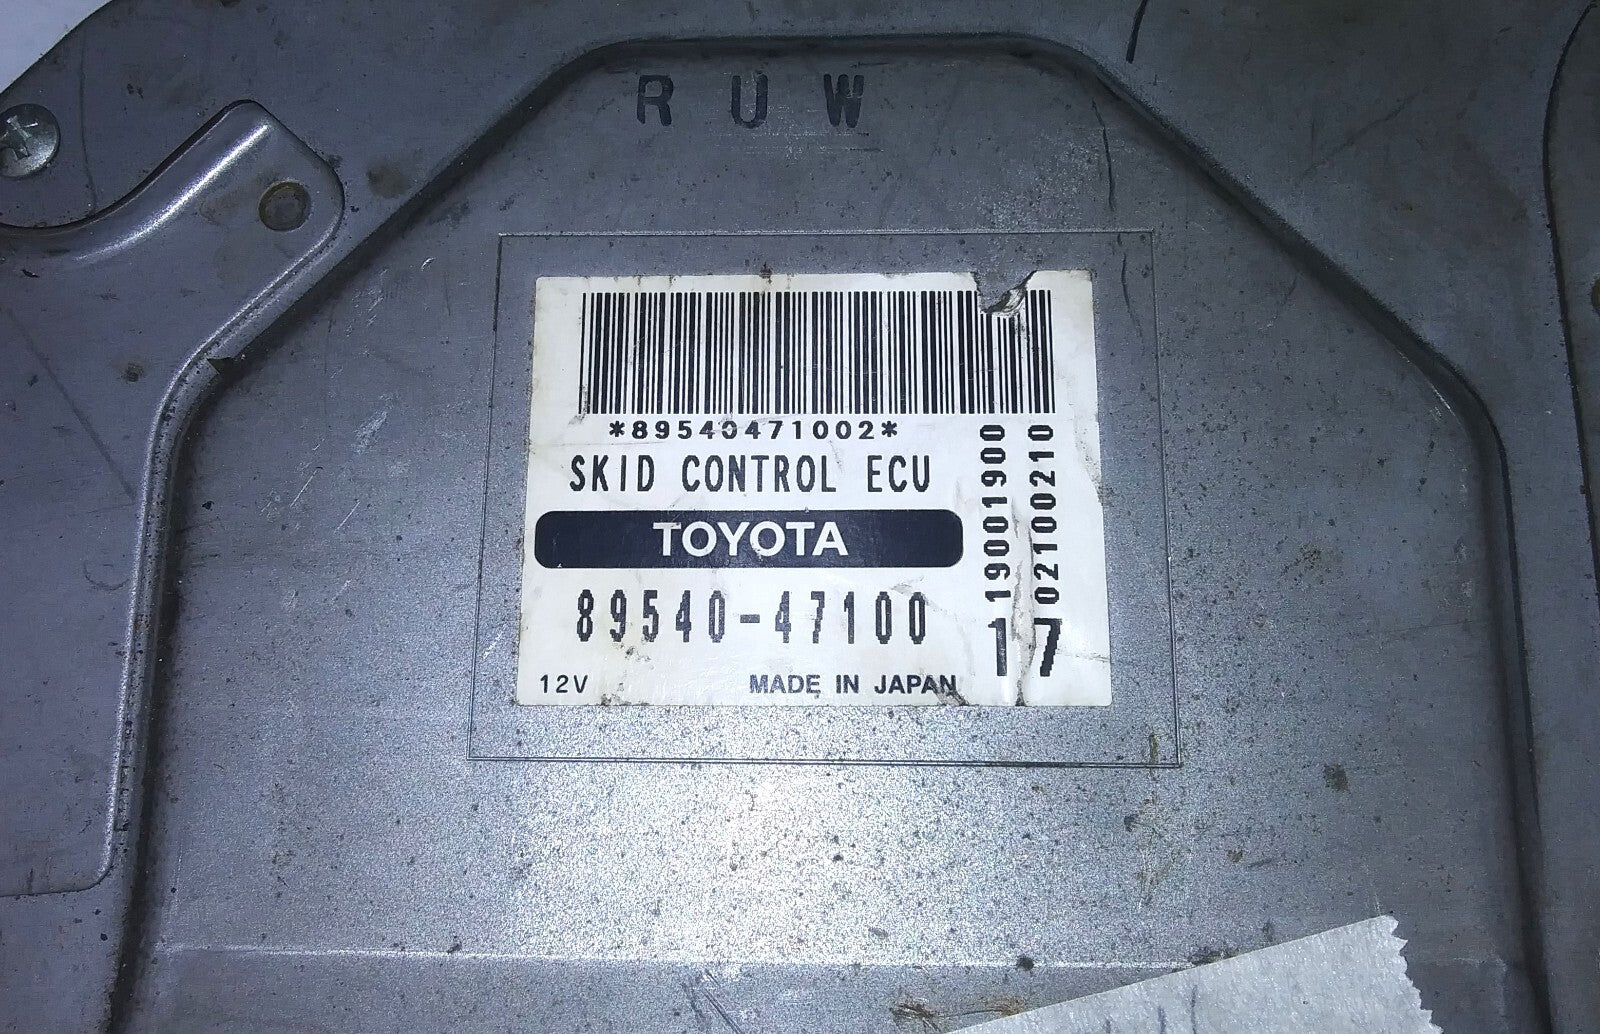 RUW
*89540471002*
SKID CONTROL ECU
TOYOTA
89540-47100
12V
MADE IN JAPAN
19001900
02100210
17